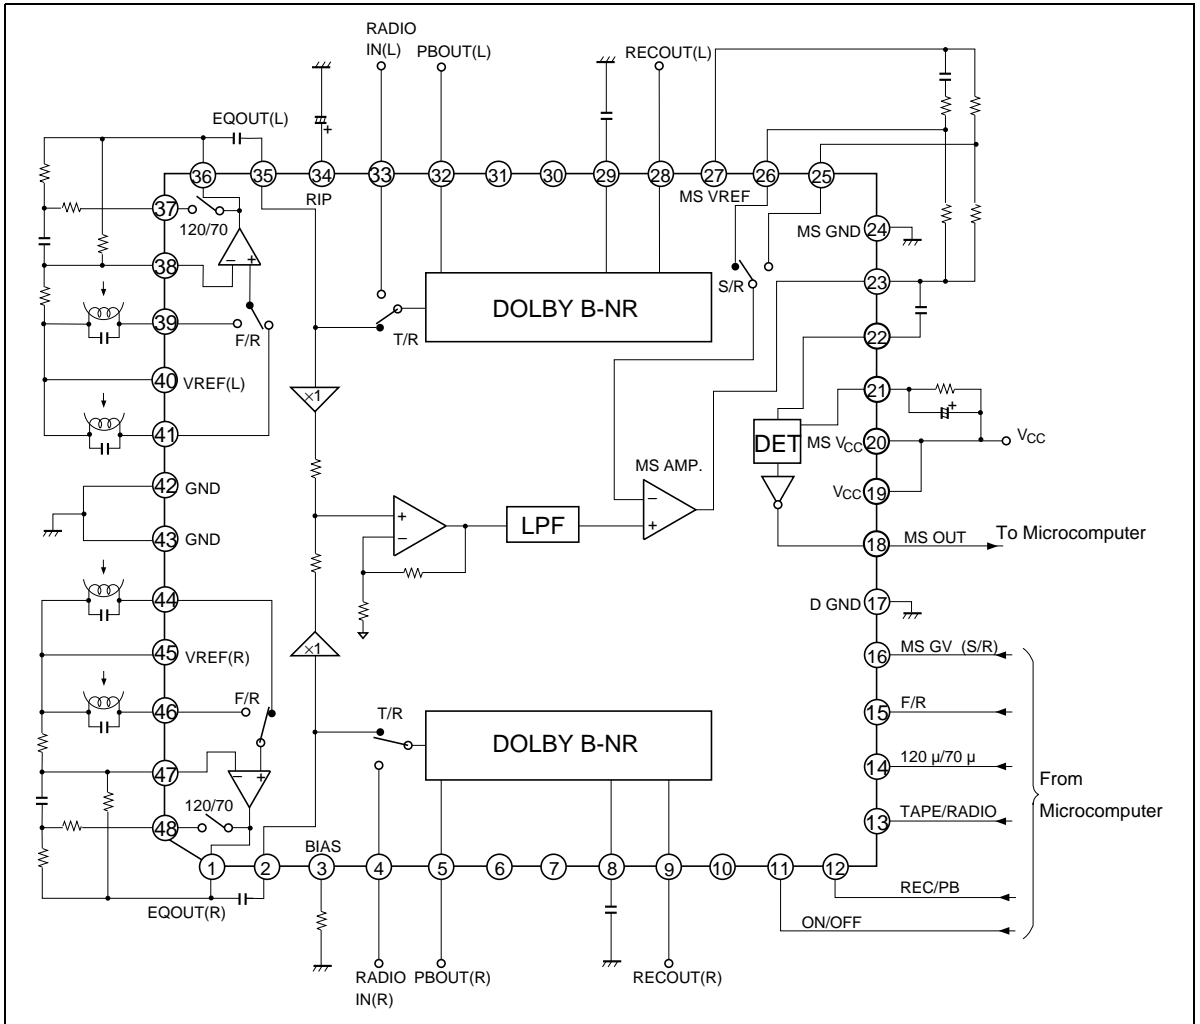 RADIO
IN(L)
PBOUT(L)
RECOUT(L)
EQOUT(L)
36
35
34
33
32
31
30
29
28
27
26
25
RIP
MS VREF
37
120/70
MS GND
24
38
− +
S/R
23
DOLBY B-NR
39
F/R
T/R
22
40
VREF(L)
×1
21
41
DET
MS VCC
20
VCC
MS AMP.
42
GND
VCC
19
−
+
−
+
LPF
43
GND
18
MS OUT
To Microcomputer
44
D GND
17
×1
45
VREF(R)
16
MS GV (S/R)
46
F/R
T/R
15
F/R
DOLBY B-NR
47
− +
14
120 µ/70 µ
From
Microcomputer
48
120/70
13
TAPE/RADIO
BIAS
1
2
3
4
5
6
7
8
9
10
11
12
REC/PB
EQOUT(R)
ON/OFF
RADIO
IN(R)
PBOUT(R)
RECOUT(R)